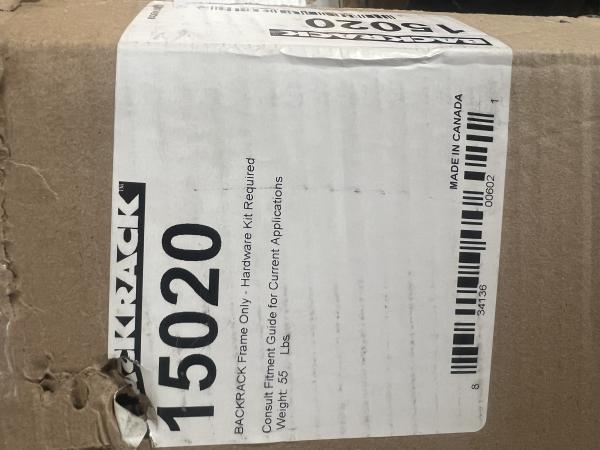 BACKRACK
15020
BACKRACK™
15020
BACKRACK Frame Only - Hardware Kit Required
Consult Fitment Guide for Current Applications
Weight: 55 Lbs
MADE IN CANADA
8 34136 00602 1